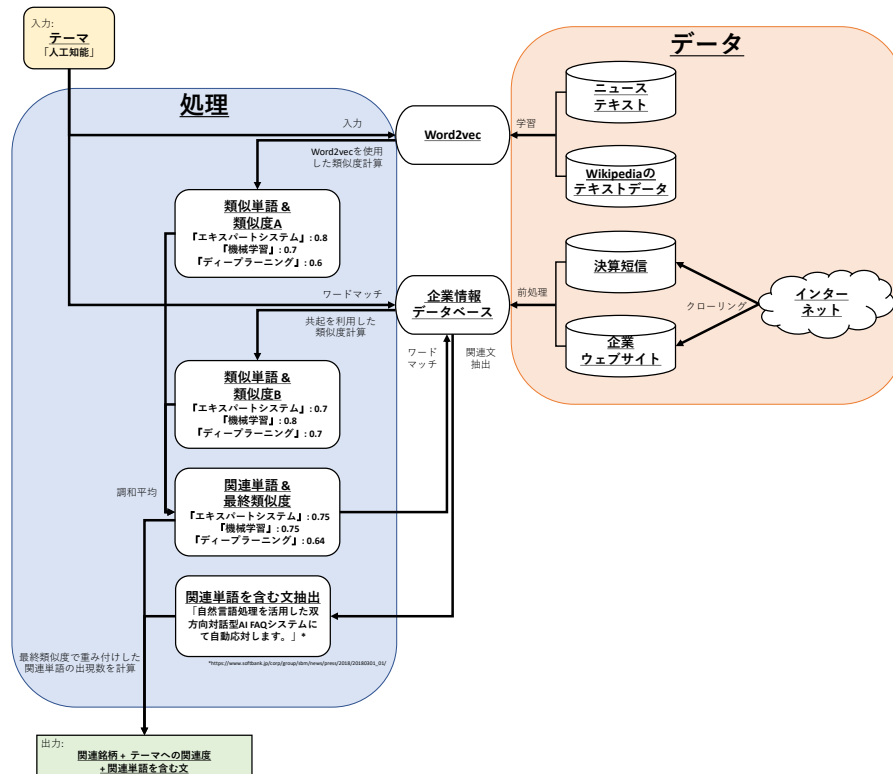 入力:
テーマ
「人工知能」
処理
データ
ニュース
テキスト
入力
Word2vec
学習
Word2vecを使用
した類似度計算
Wikipediaの
テキストデータ
類似単語 &
類似度A
『エキスパートシステム』: 0.8
『機械学習』: 0.7
『ディープラーニング』: 0.6
決算短信
ワードマッチ
企業情報
データベース
前処理
クローリング
インター
ネット
共起を利用した
類似度計算
企業
ウェブサイト
ワード
マッチ
関連文
抽出
類似単語 &
類似度B
『エキスパートシステム』: 0.7
『機械学習』: 0.8
『ディープラーニング』: 0.7
調和平均
関連単語 &
最終類似度
『エキスパートシステム』: 0.75
『機械学習』: 0.75
『ディープラーニング』: 0.64
関連単語を含む文抽出
「自然言語処理を活用した双
方向対話型AI FAQシステムに
て自動応対します。」*
*https://www.softbank.jp/corp/group/sbm/news/press/2018/20180301_01/
最終類似度で重み付けした
関連単語の出現数を計算
出力:
関連銘柄 + テーマへの関連度
+ 関連単語を含む文